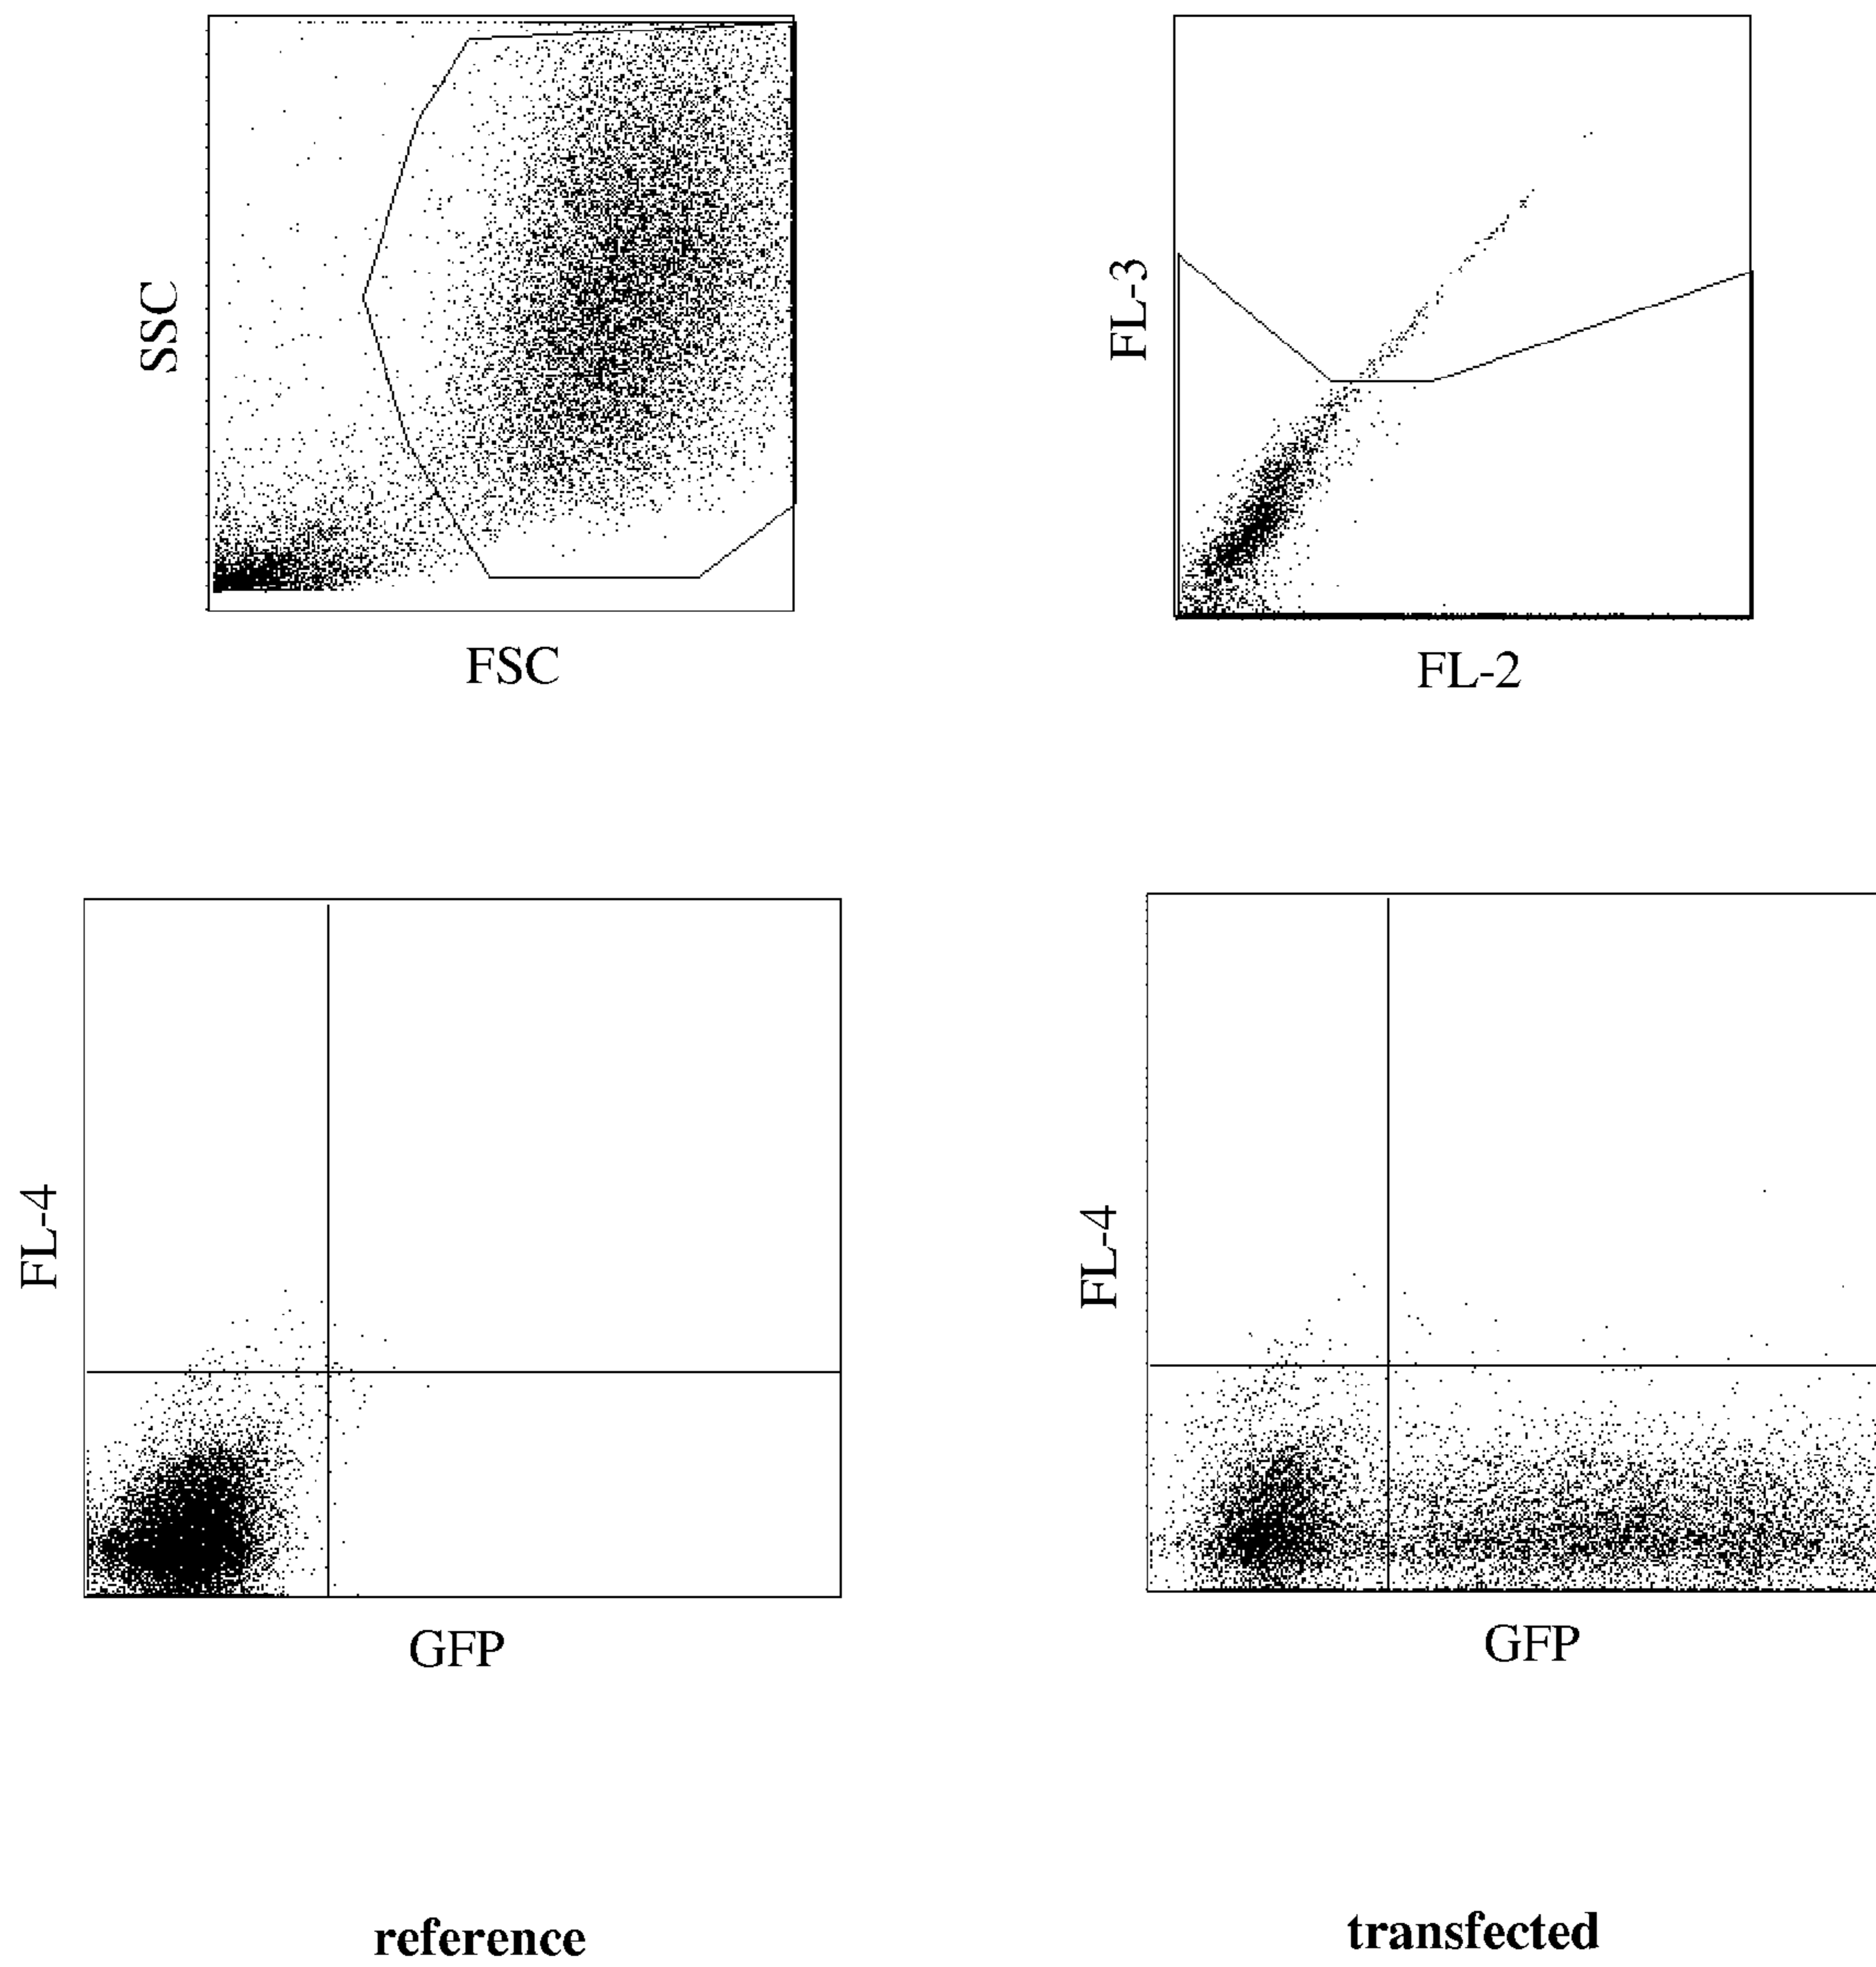 SSC
FSC
FL-3
FL-2
FL-4
GFP
FL-4
GFP
reference
transfected